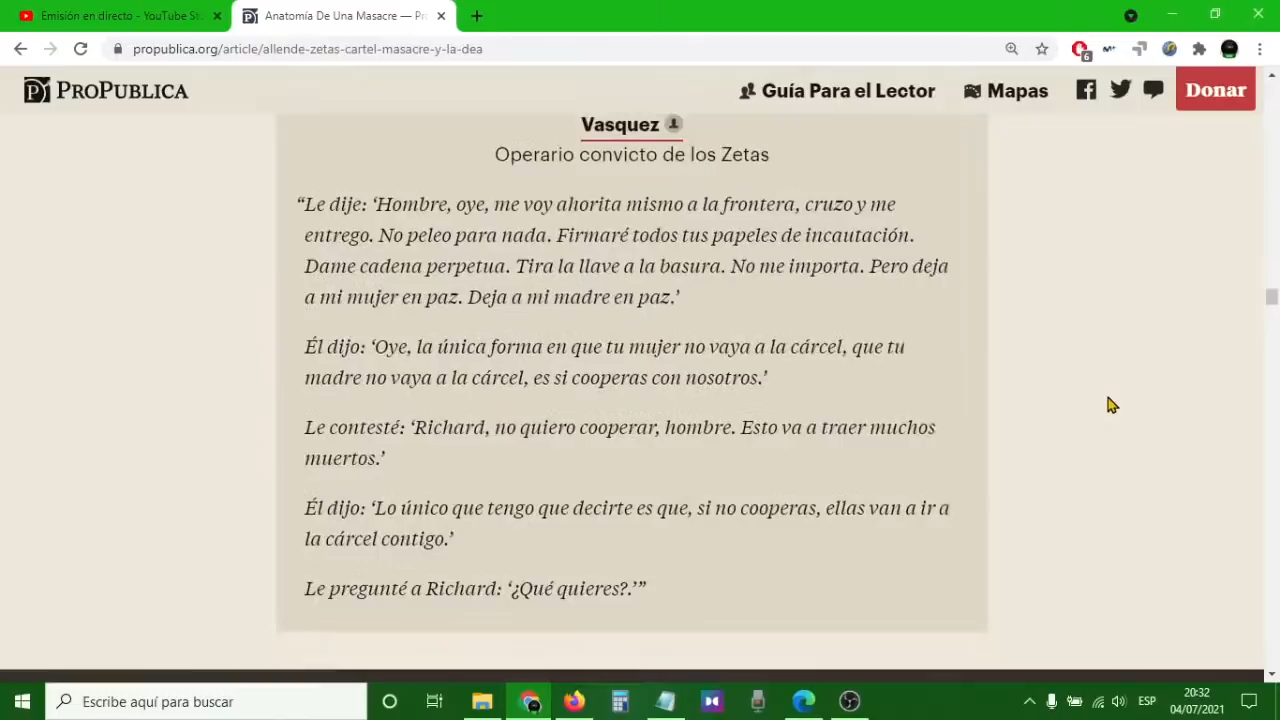 Emisión en directo - YouTube St
Anatomía De Una Masacre — Pr
propublica.org/article/allende-zetas-cartel-masacre-y-la-dea
6
PROPUBLICA
Guía Para el Lector
Mapas
Donar
Vasquez
Operario convicto de los Zetas
“Le dije: ‘Hombre, oye, me voy ahorita mismo a la frontera, cruzo y me
entrego. No peleo para nada. Firmaré todos tus papeles de incautación.
Dame cadena perpetua. Tira la llave a la basura. No me importa. Pero deja
a mi mujer en paz. Deja a mi madre en paz.’
Él dijo: ‘Oye, la única forma en que tu mujer no vaya a la cárcel, que tu
madre no vaya a la cárcel, es si cooperas con nosotros.’
Le contesté: ‘Richard, no quiero cooperar, hombre. Esto va a traer muchos
muertos.’
Él dijo: ‘Lo único que tengo que decirte es que, si no cooperas, ellas van a ir a
la cárcel contigo.’
Le pregunté a Richard: ‘¿Qué quieres?.’”
Escribe aquí para buscar
ESP
20:32
04/07/2021